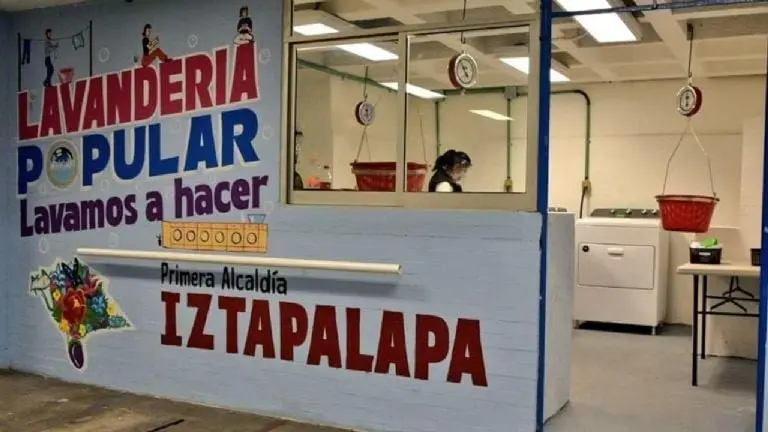 LAVANDERIA
POPULAR
Lavamos a hacer
Primera Alcaldía
IZTAPALAPA